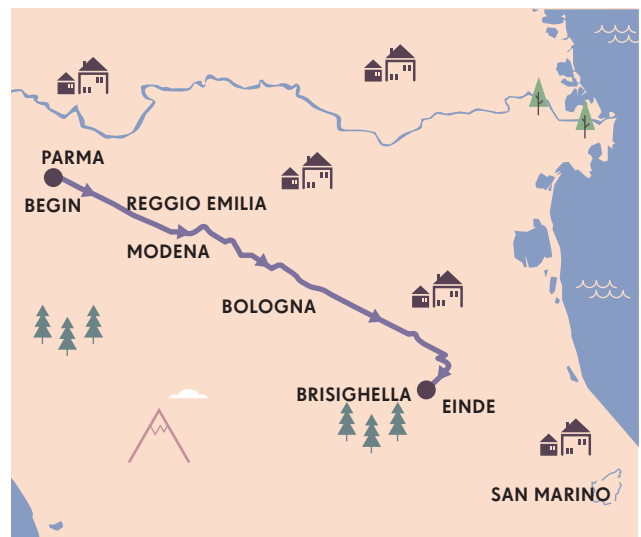 PARMA
BEGIN
REGGIO EMILIA
MODENA
BOLOGNA
BRISIGHELLA
EINDE
SAN MARINO